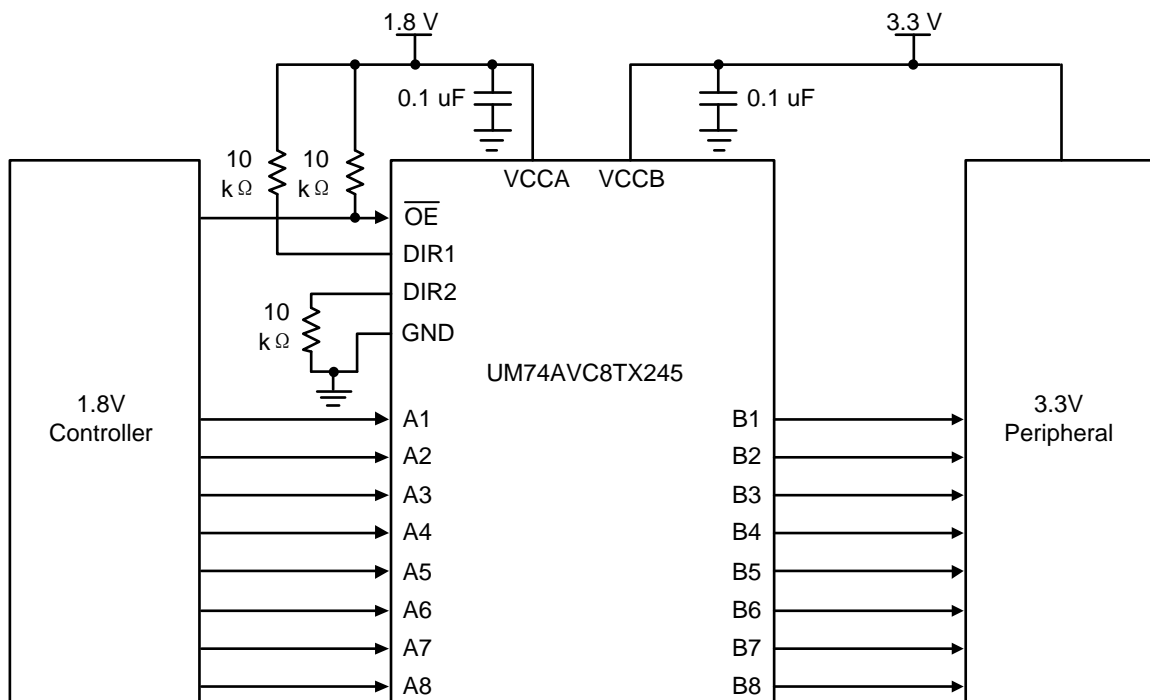 1.8 V
3.3 V
0.1 uF
0.1 uF
10
kΩ
10
kΩ
VCCA
VCCB
OE
DIR1
DIR2
10
kΩ
GND
UM74AVC8TX245
1.8V
Controller
3.3V
Peripheral
A1
B1
A2
B2
A3
B3
A4
B4
A5
B5
A6
B6
A7
B7
A8
B8